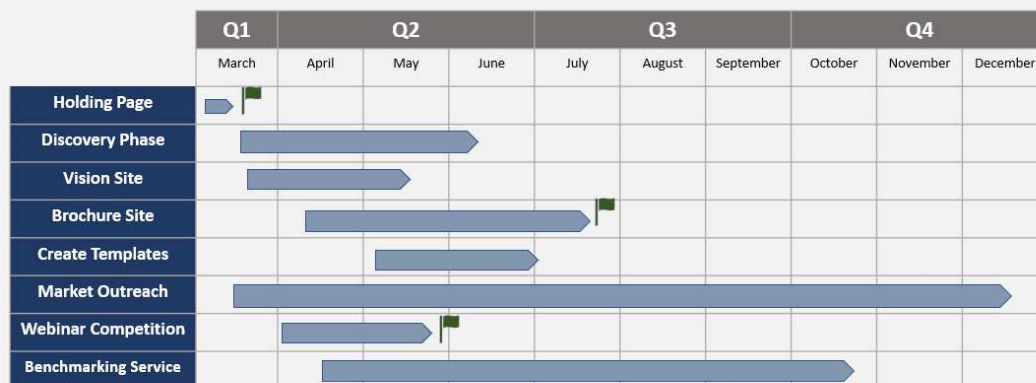 Q1 Q2 Q3 Q4
March April May June July August September October November December
Holding Page
Discovery Phase
Vision Site
Brochure Site
Create Templates
Market Outreach
Webinar Competition
Benchmarking Service